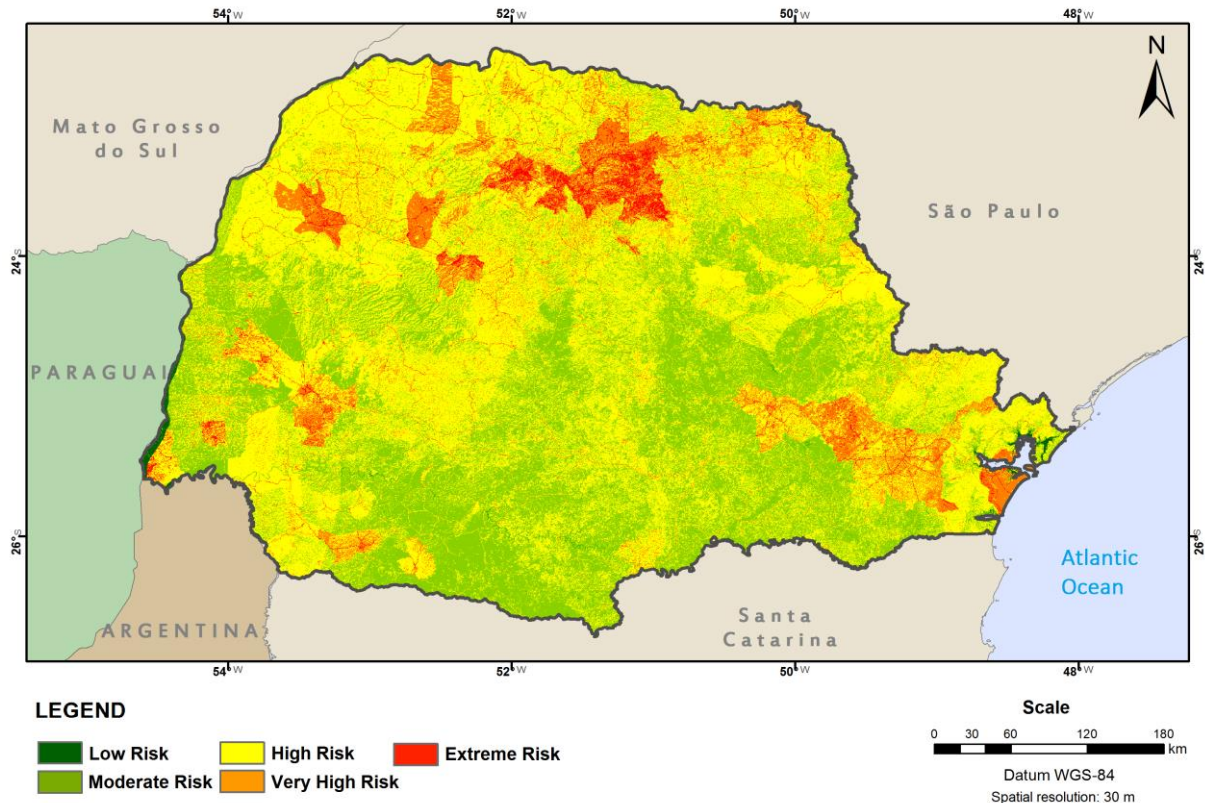 54°W 52°W 50°W 48°W
N
Mato Grosso
do Sul
São Paulo
24°S 24°S
PARAGUAI
26°S 26°S
Atlantic
Ocean
ARGENTINA
Santa
Catarina
54°W 52°W 50°W 48°W
LEGEND
Low Risk High Risk Extreme Risk
Moderate Risk Very High Risk
Scale
0 30 60 120 180
km
Datum WGS-84
Spatial resolution: 30 m